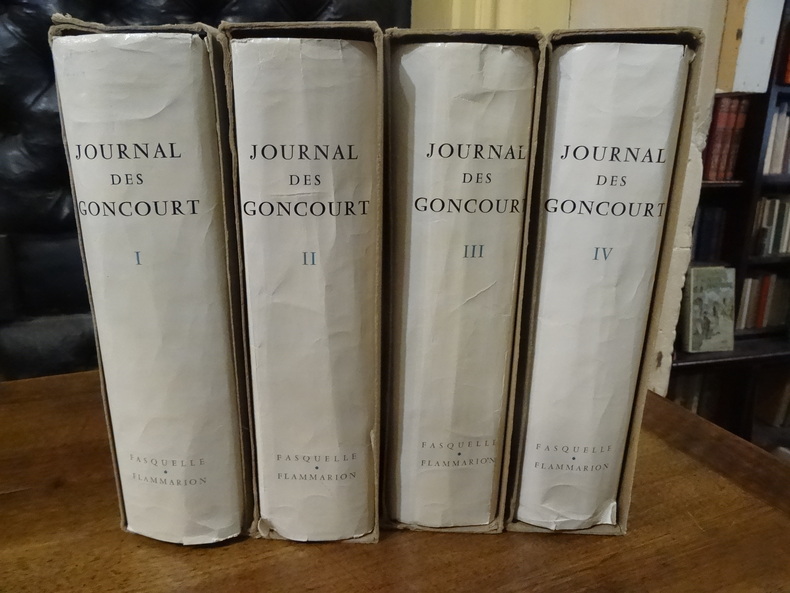 JOURNAL
DES
GONCOURT
I
FASQUELLE
FLAMMARION
JOURNAL
DES
GONCOURT
II
FASQUELLE
FLAMMARION
JOURNAL
DES
GONCOUR
III
FASQUELLE
FLAMMARION
JOURNAL
DES
GONCOURT
IV
FASQUELLE
FLAMMARION